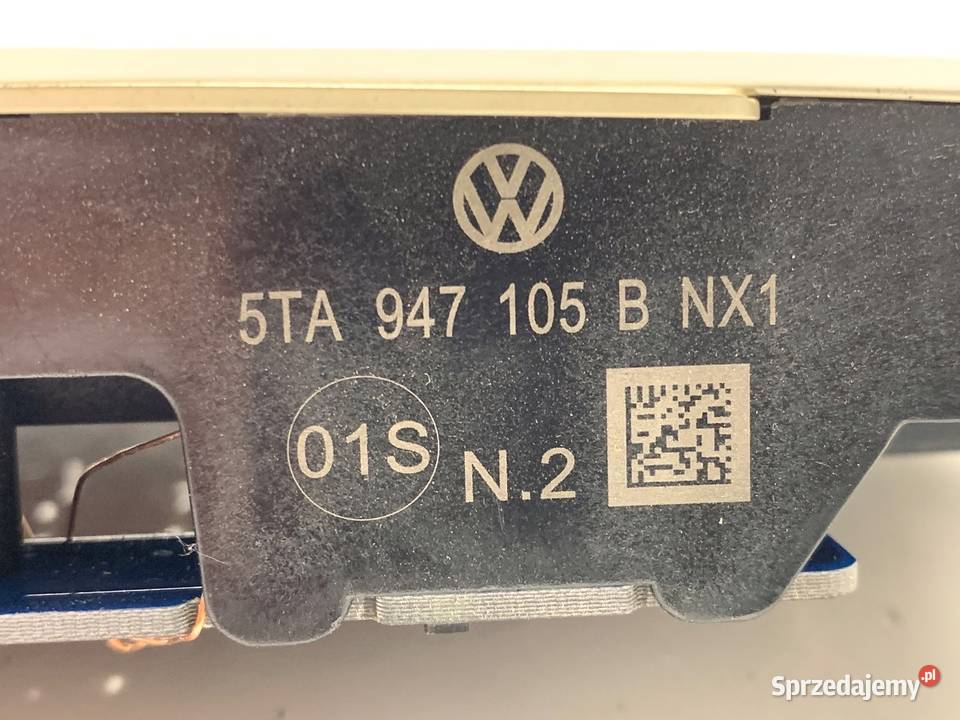 5TA 947 105 B NX1
01S N.2
Sprzedajemy.pl